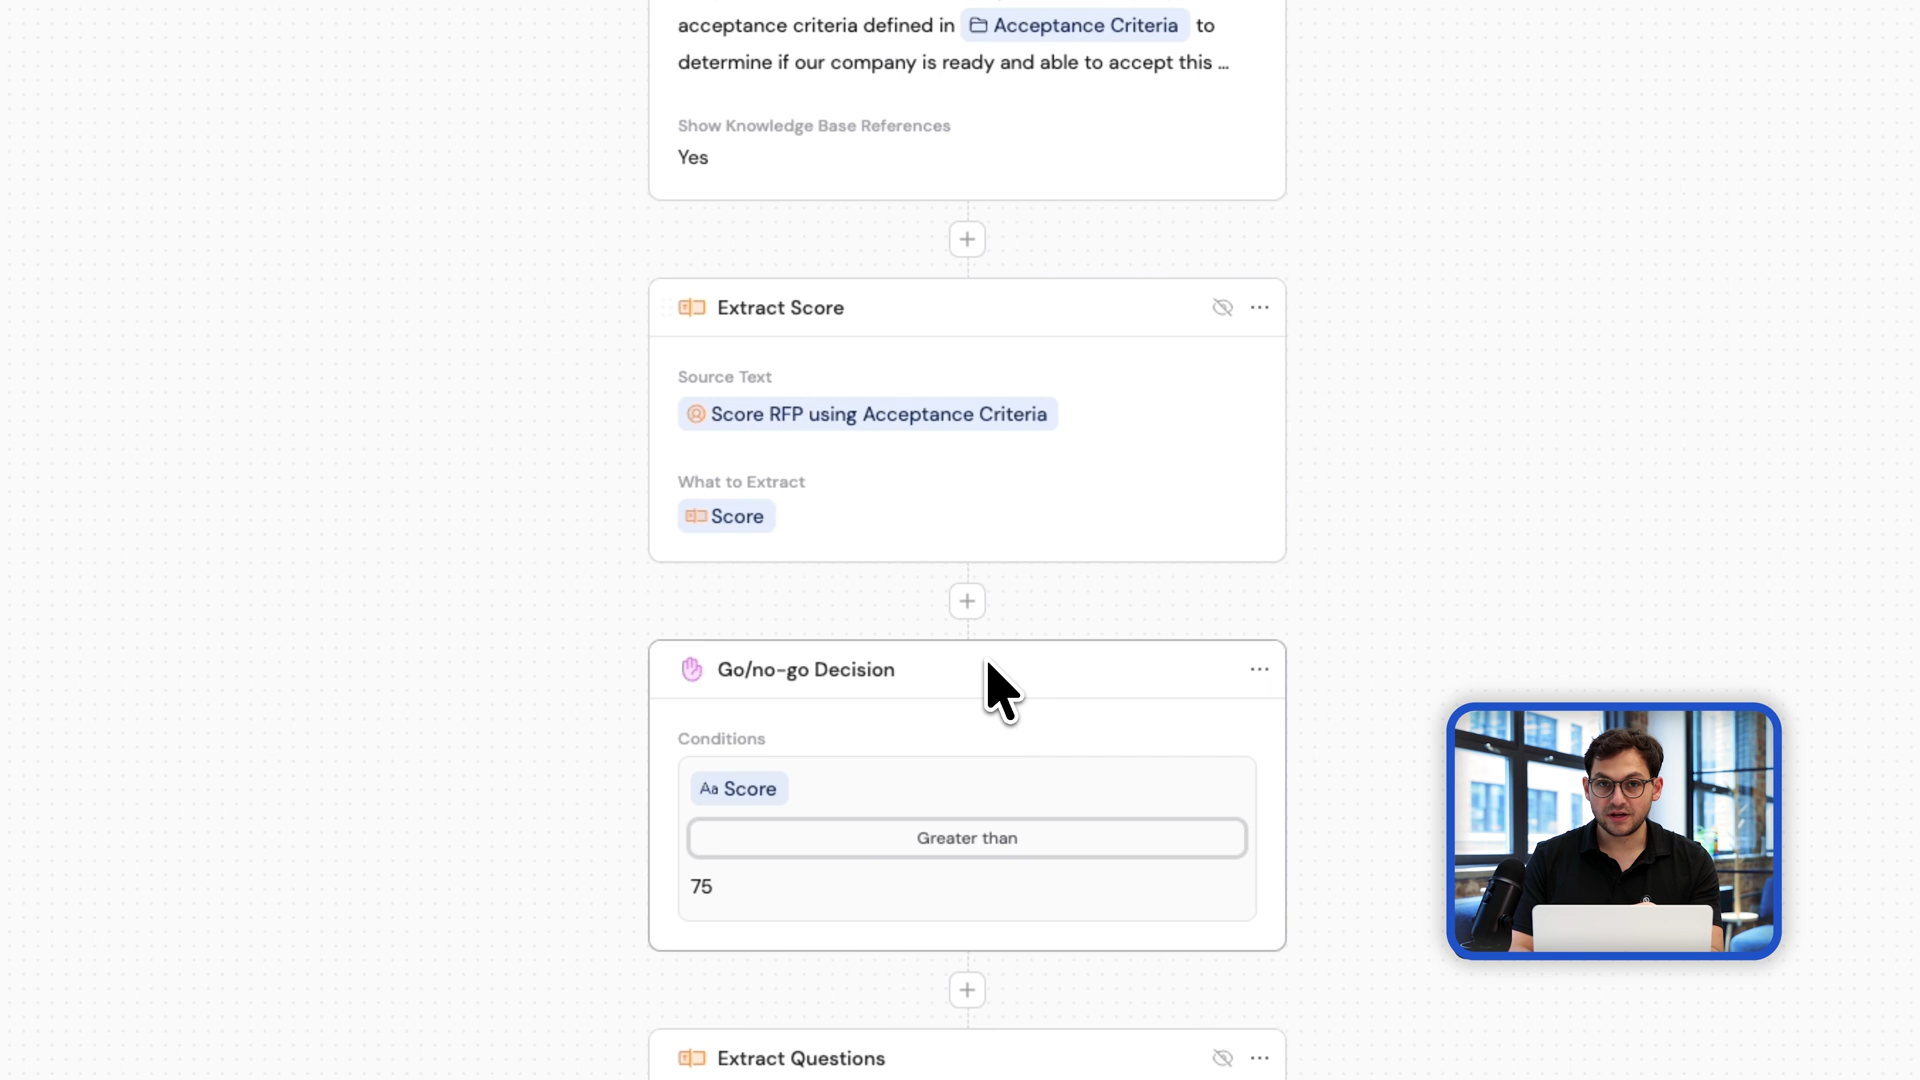 acceptance criteria defined in Acceptance Criteria to
determine if our company is ready and able to accept this ...
Show Knowledge Base References
Yes
Extract Score
Source Text
Score RFP using Acceptance Criteria
What to Extract
Score
Go/no-go Decision
Conditions
Aa Score
Greater than
75
Extract Questions